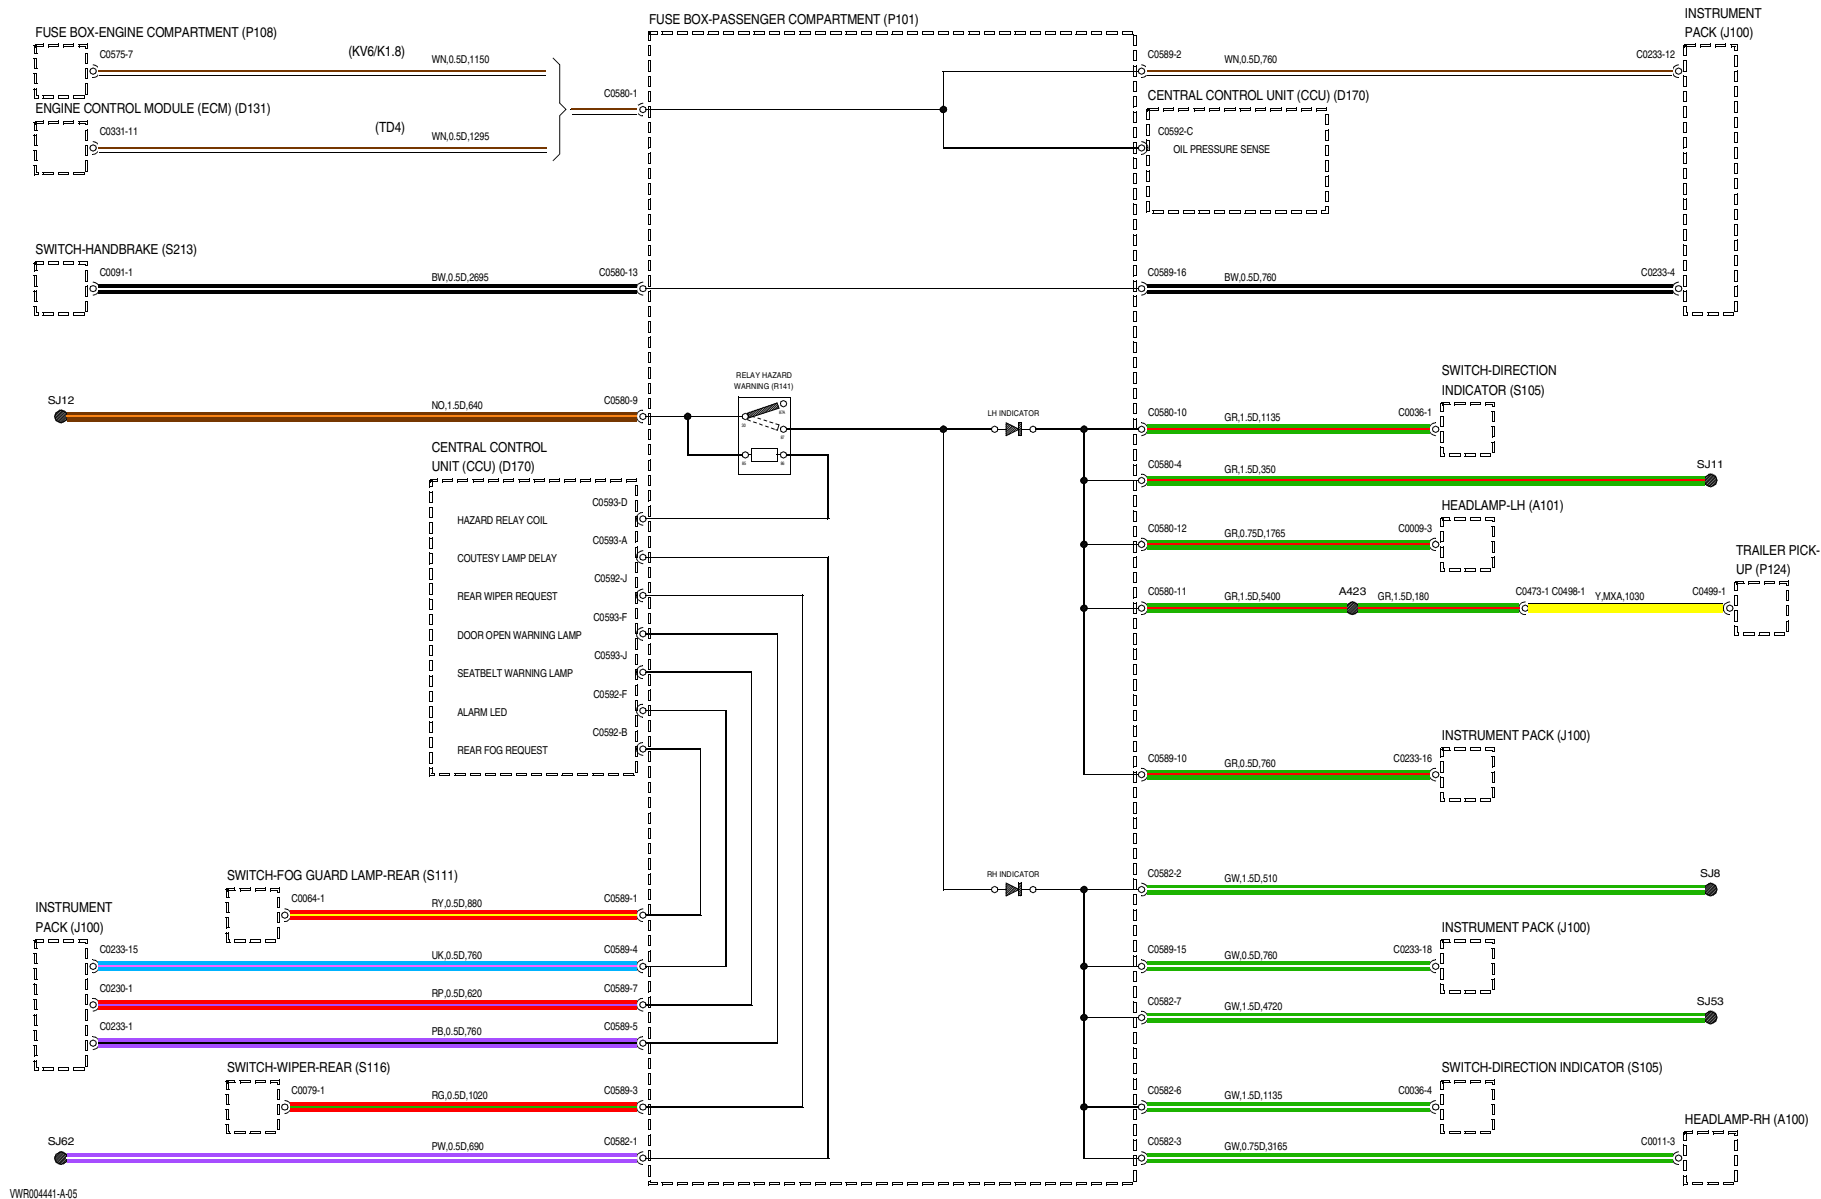 FUSE BOX-ENGINE COMPARTMENT (P108)
C0575-7
(KV6/K1.8)
WN,0.5D,1150
ENGINE CONTROL MODULE (ECM) (D131)
C0331-11
(TD4)
WN,0.5D,1295
C0580-1
FUSE BOX-PASSENGER COMPARTMENT (P101)
C0589-2
WN,0.5D,760
C0233-12
INSTRUMENT
PACK (J100)
CENTRAL CONTROL UNIT (CCU) (D170)
C0592-C
OIL PRESSURE SENSE
SWITCH-HANDBRAKE (S213)
C0091-1
BW,0.5D,2695
C0580-13
C0589-16
BW,0.5D,760
C0233-4
SJ12
NO,1.5D,640
C0580-9
RELAY HAZARD
WARNING (R141)
87A
30
87
85
86
LH INDICATOR
SWITCH-DIRECTION
INDICATOR (S105)
C0580-10
GR,1.5D,1135
C0036-1
C0580-4
GR,1.5D,350
SJ11
HEADLAMP-LH (A101)
C0580-12
GR,0.75D,1765
C0009-3
TRAILER PICK-
UP (P124)
C0580-11
GR,1.5D,5400
A423
GR,1.5D,180
C0473-1 C0498-1
Y,MXA,1030
C0499-1
CENTRAL CONTROL
UNIT (CCU) (D170)
C0593-D
HAZARD RELAY COIL
C0593-A
COUTESY LAMP DELAY
C0592-J
REAR WIPER REQUEST
C0593-F
DOOR OPEN WARNING LAMP
C0593-J
SEATBELT WARNING LAMP
C0592-F
ALARM LED
C0592-B
REAR FOG REQUEST
INSTRUMENT PACK (J100)
C0589-10
GR,0.5D,760
C0233-16
RH INDICATOR
C0582-2
GW,1.5D,510
SJ8
SWITCH-FOG GUARD LAMP-REAR (S111)
C0064-1
RY,0.5D,880
C0589-1
INSTRUMENT
PACK (J100)
C0233-15
UK,0.5D,760
C0589-4
C0230-1
RP,0.5D,620
C0589-7
C0233-1
PB,0.5D,760
C0589-5
SWITCH-WIPER-REAR (S116)
C0079-1
RG,0.5D,1020
C0589-3
SJ62
PW,0.5D,690
C0582-1
INSTRUMENT PACK (J100)
C0589-15
GW,0.5D,760
C0233-18
C0582-7
GW,1.5D,4720
SJ53
SWITCH-DIRECTION INDICATOR (S105)
C0582-6
GW,1.5D,1135
C0036-4
HEADLAMP-RH (A100)
C0582-3
GW,0.75D,3165
C0011-3
VWR004441-A-05